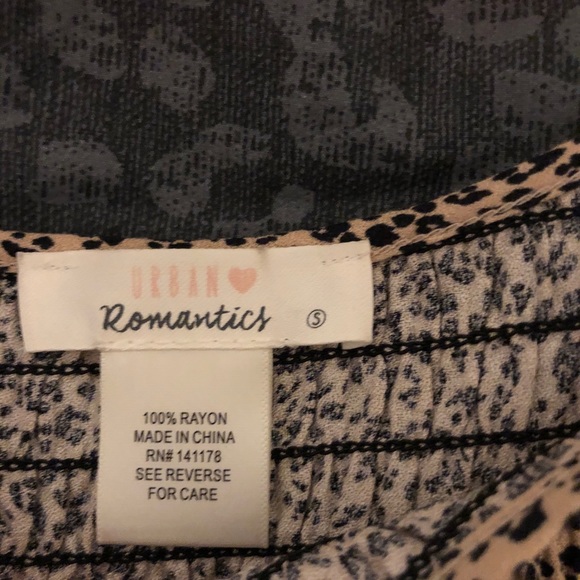 URBAN
Romantics S
100% RAYON
MADE IN CHINA
RN# 141178
SEE REVERSE
FOR CARE